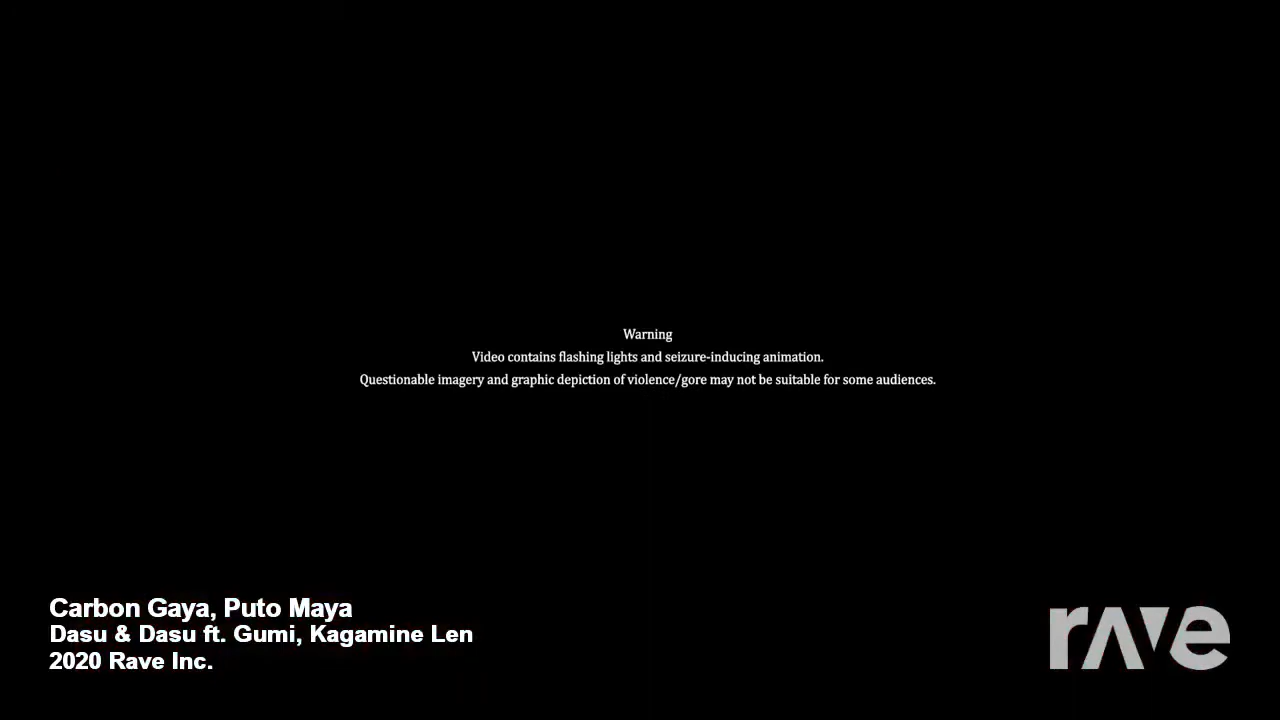 Warning
Video contains flashing lights and seizure-inducing animation.
Questionable imagery and graphic depiction of violence/gore may not be suitable for some audiences.
Carbon Gaya, Puto Maya
Dasu & Dasu ft. Gumi, Kagamine Len
2020 Rave Inc.
rave